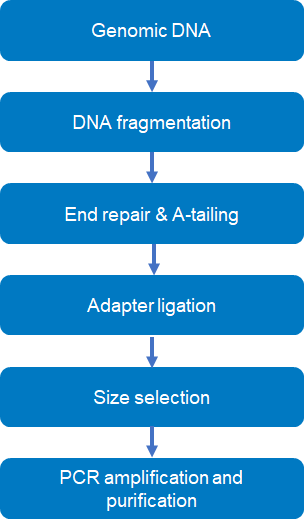 Genomic DNA
DNA fragmentation
End repair & A-tailing
Adapter ligation
Size selection
PCR amplification and
purification